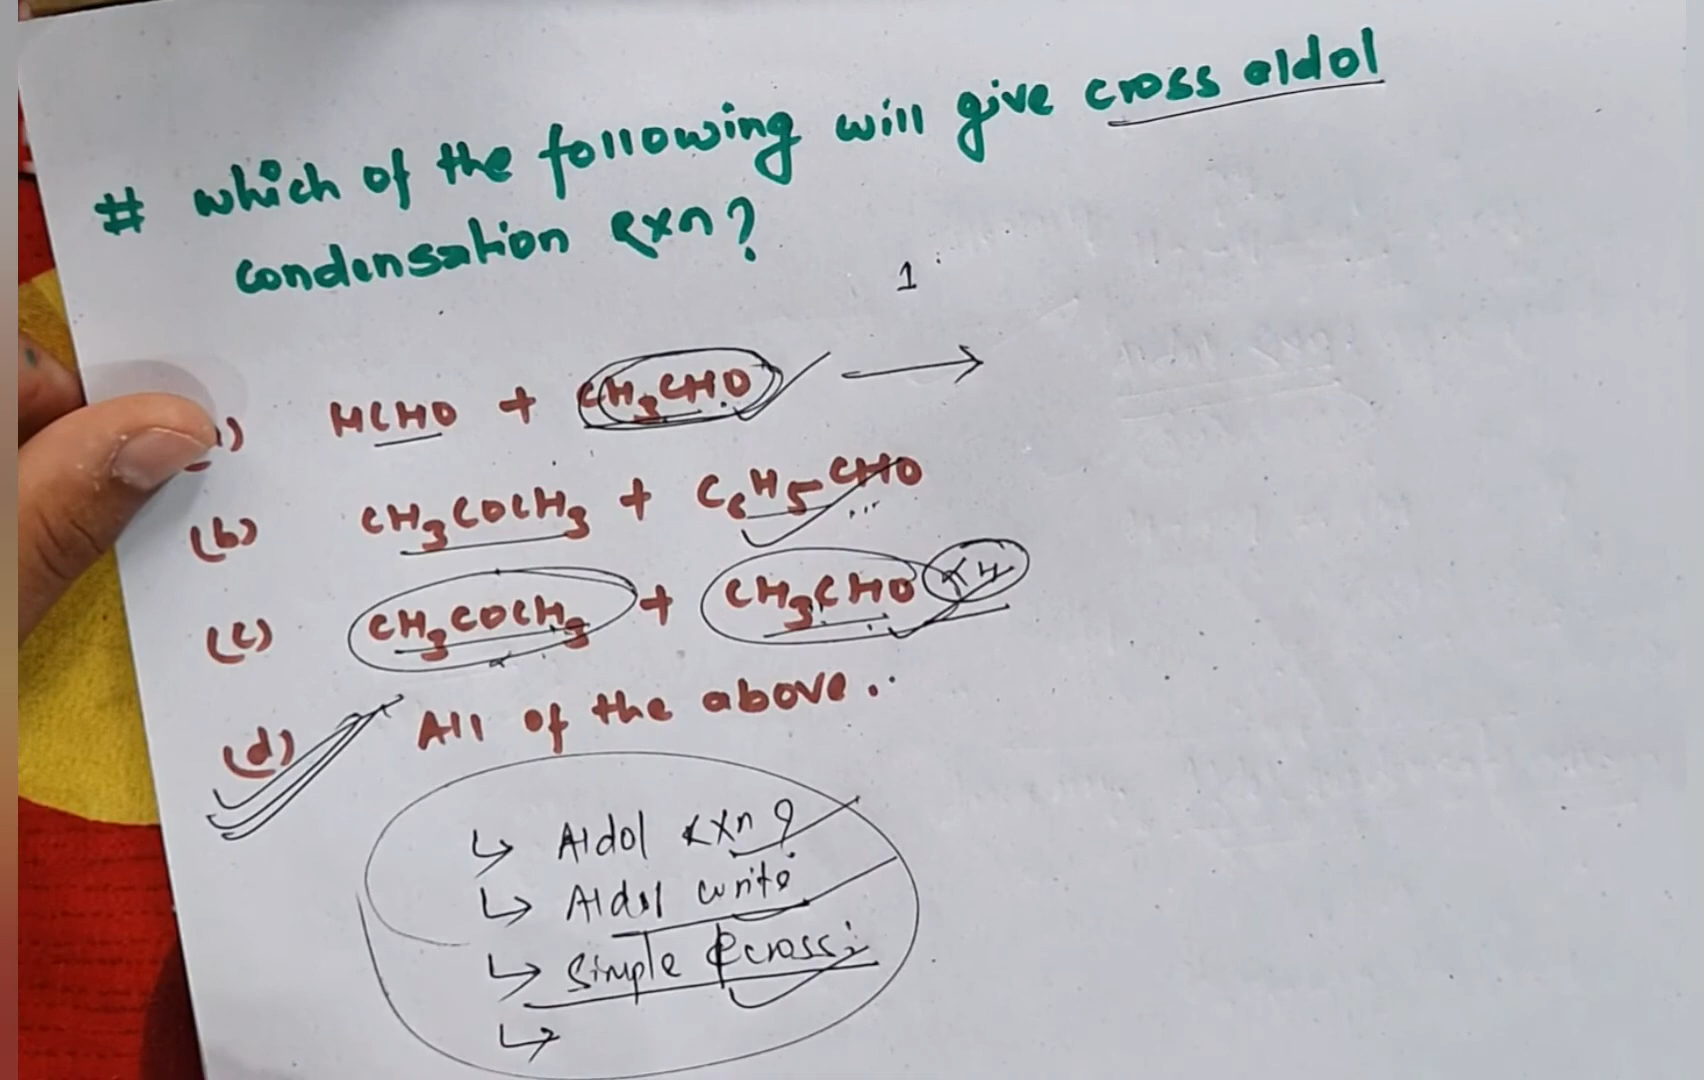 # which of the following will give cross aldol
condensation rxn?
1
HCHO + CH3CHO →
(b) CH3COCH3 + C6H5CHO
(c) CH3COCH3 + CH3CHO αH
(d) All of the above..
↳ Aldol rxn?
↳ Aldol write
↳ Simple cross
↳